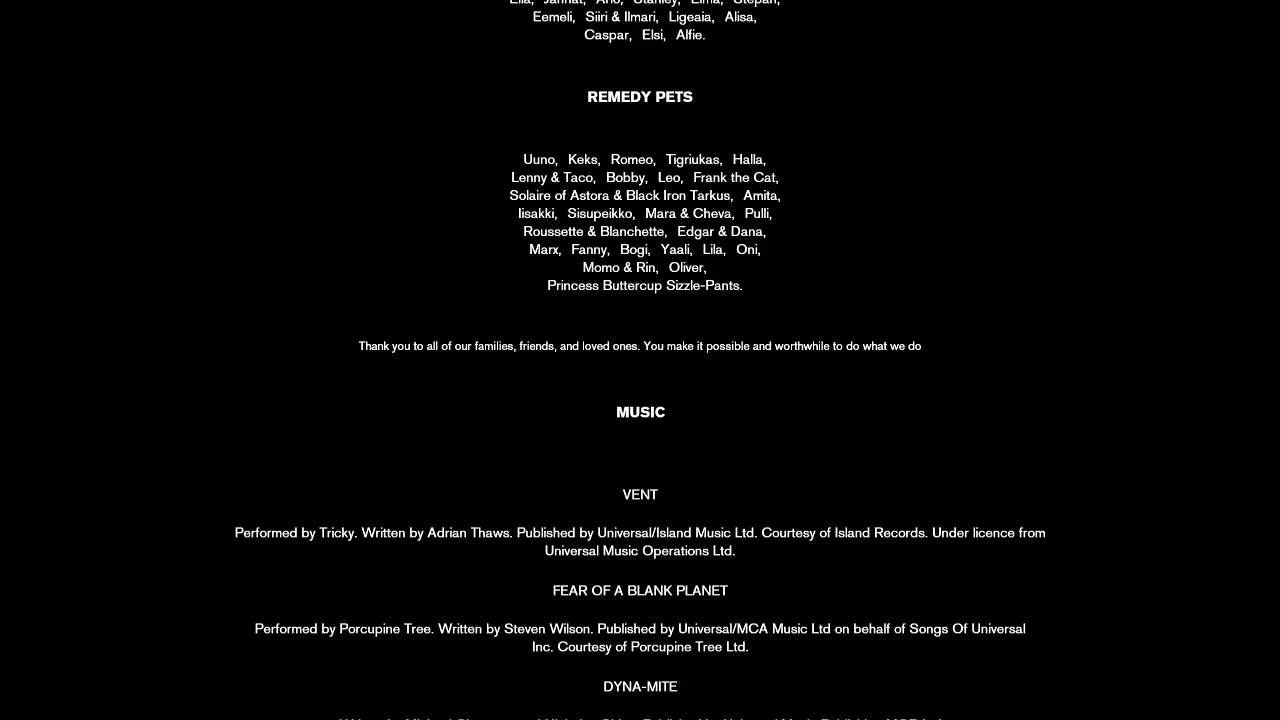 Eemeli, Siiri & Ilmari, Ligeaia, Alisa,
Caspar, Elsi, Alfie.
REMEDY PETS
Uuno, Keks, Romeo, Tigriukas, Halla,
Lenny & Taco, Bobby, Leo, Frank the Cat,
Solaire of Astora & Black Iron Tarkus, Amita,
Iisakki, Sisupeikko, Mara & Cheva, Pulli,
Roussette & Blanchette, Edgar & Dana,
Marx, Fanny, Bogi, Yaali, Lila, Oni,
Momo & Rin, Oliver,
Princess Buttercup Sizzle-Pants.
Thank you to all of our families, friends, and loved ones. You make it possible and worthwhile to do what we do
MUSIC
VENT
Performed by Tricky. Written by Adrian Thaws. Published by Universal/Island Music Ltd. Courtesy of Island Records. Under licence from
Universal Music Operations Ltd.
FEAR OF A BLANK PLANET
Performed by Porcupine Tree. Written by Steven Wilson. Published by Universal/MCA Music Ltd on behalf of Songs Of Universal
Inc. Courtesy of Porcupine Tree Ltd.
DYNA-MITE